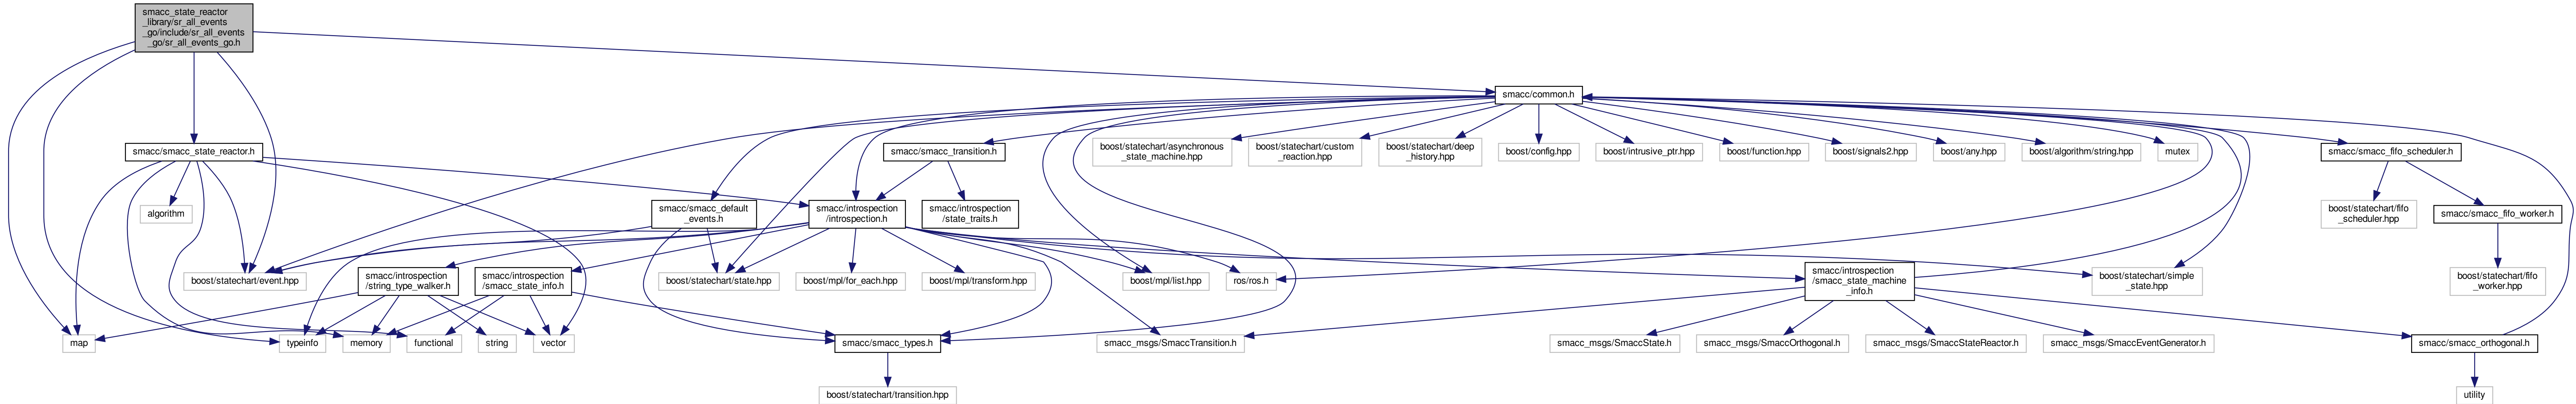 smacc_state_reactor
_library/sr_all_events
_go/include/sr_all_events
_go/sr_all_events_go.h
smacc/common.h
smacc/smacc_state_reactor.h
smacc/smacc_transition.h
boost/statechart/asynchronous
_state_machine.hpp
boost/statechart/custom
_reaction.hpp
boost/statechart/deep
_history.hpp
boost/config.hpp
boost/intrusive_ptr.hpp
boost/function.hpp
boost/signals2.hpp
boost/any.hpp
boost/algorithm/string.hpp
mutex
smacc/smacc_fifo_scheduler.h
algorithm
smacc/smacc_default
_events.h
smacc/introspection
/introspection.h
smacc/introspection
/state_traits.h
boost/statechart/fifo
_scheduler.hpp
smacc/smacc_fifo_worker.h
boost/statechart/event.hpp
smacc/introspection
/string_type_walker.h
smacc/introspection
/smacc_state_info.h
boost/statechart/state.hpp
boost/mpl/for_each.hpp
boost/mpl/transform.hpp
boost/mpl/list.hpp
ros/ros.h
smacc/introspection
/smacc_state_machine
_info.h
boost/statechart/simple
_state.hpp
boost/statechart/fifo
_worker.hpp
map
typeinfo
memory
functional
string
vector
smacc/smacc_types.h
smacc_msgs/SmaccTransition.h
smacc_msgs/SmaccState.h
smacc_msgs/SmaccOrthogonal.h
smacc_msgs/SmaccStateReactor.h
smacc_msgs/SmaccEventGenerator.h
smacc/smacc_orthogonal.h
boost/statechart/transition.hpp
utility